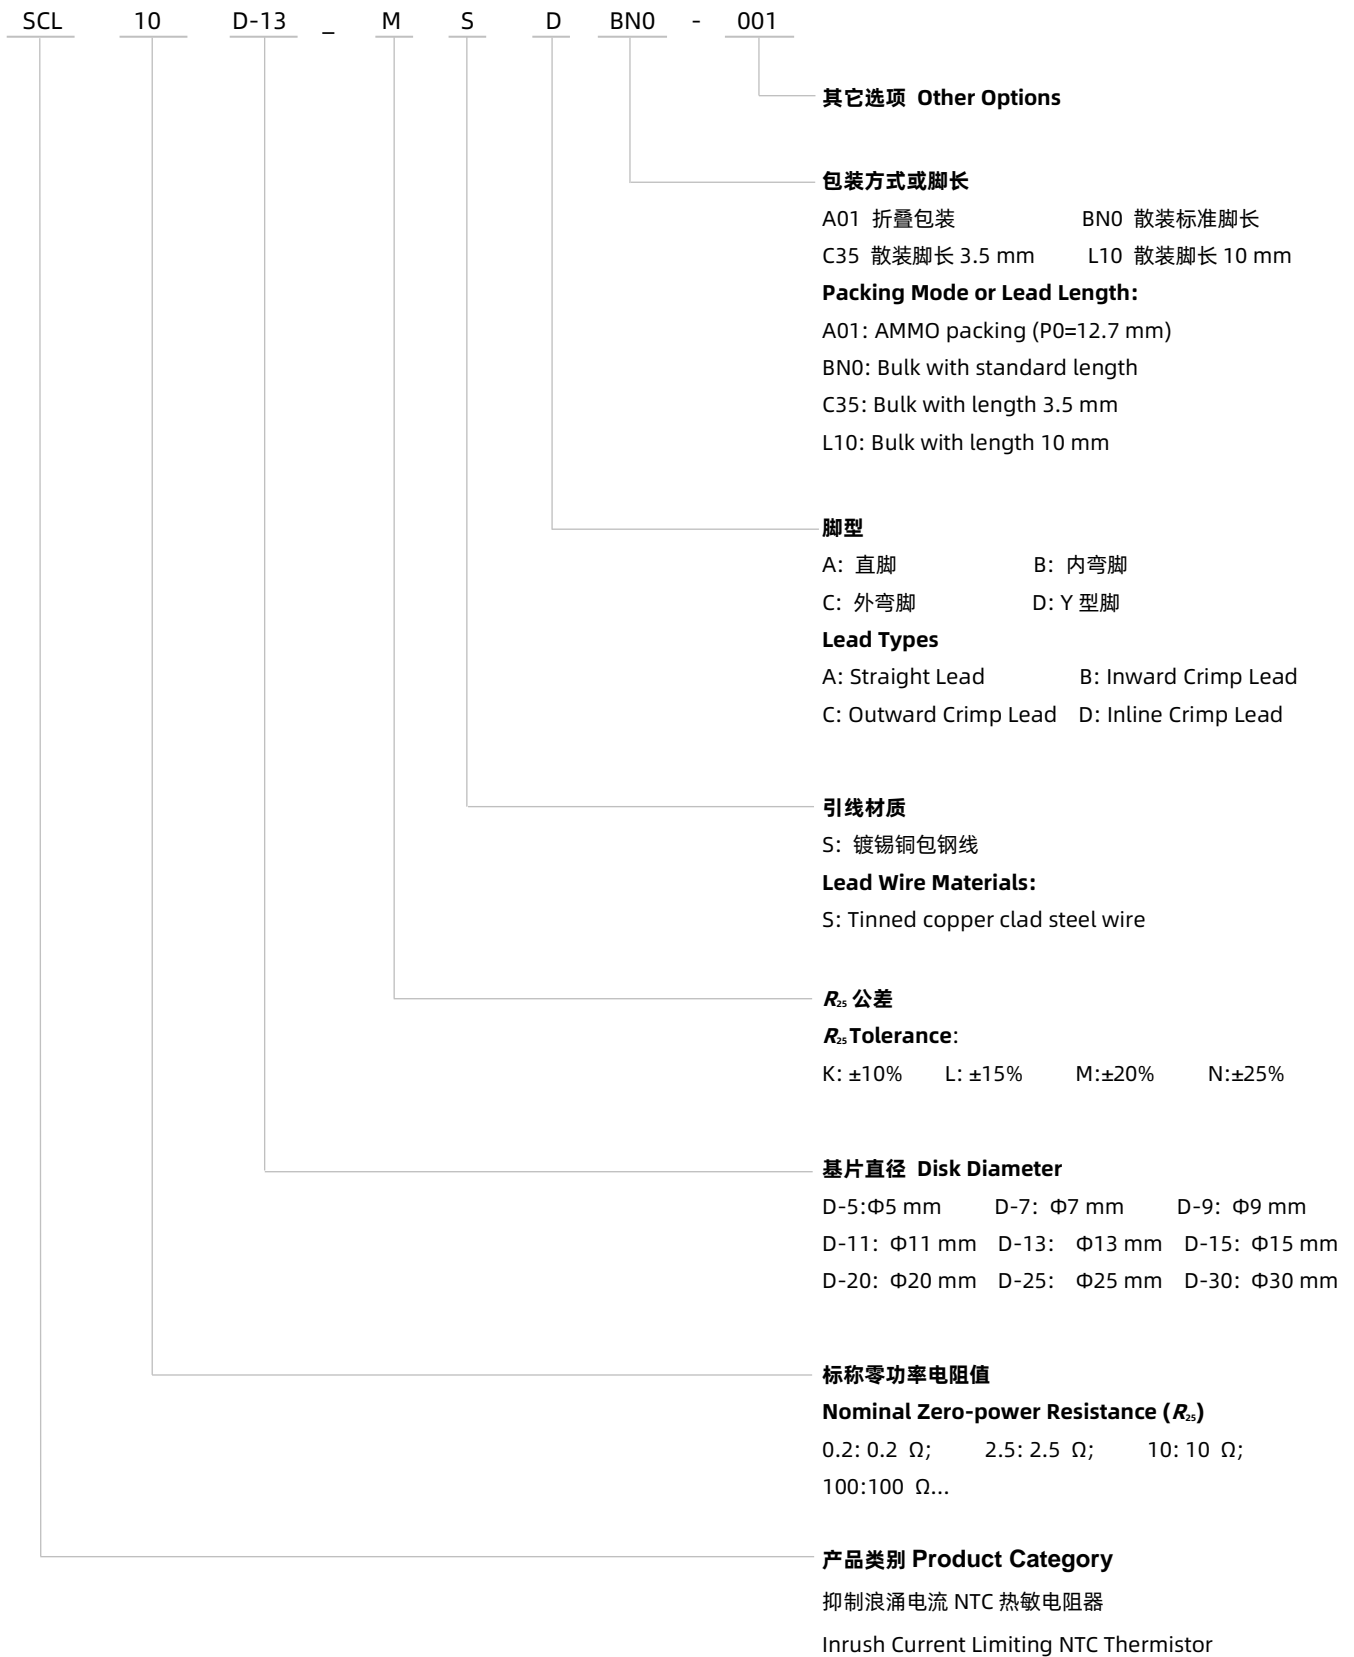 SCL 10 D-13 _ M S D BN0 - 001
其它选项 Other Options
包装方式或脚长
A01 折叠包装 BN0 散装标准脚长
C35 散装脚长 3.5 mm L10 散装脚长 10 mm
Packing Mode or Lead Length:
A01: AMMO packing (P0=12.7 mm)
BN0: Bulk with standard length
C35: Bulk with length 3.5 mm
L10: Bulk with length 10 mm
脚型
A: 直脚 B: 内弯脚
C: 外弯脚 D: Y 型脚
Lead Types
A: Straight Lead B: Inward Crimp Lead
C: Outward Crimp Lead D: Inline Crimp Lead
引线材质
S: 镀锡铜包钢线
Lead Wire Materials:
S: Tinned copper clad steel wire
R25 公差
R25 Tolerance:
K: ±10% L: ±15% M:±20% N:±25%
基片直径 Disk Diameter
D-5:Φ5 mm D-7: Φ7 mm D-9: Φ9 mm
D-11: Φ11 mm D-13: Φ13 mm D-15: Φ15 mm
D-20: Φ20 mm D-25: Φ25 mm D-30: Φ30 mm
标称零功率电阻值
Nominal Zero-power Resistance (R25)
0.2: 0.2 Ω; 2.5: 2.5 Ω; 10: 10 Ω;
100:100 Ω...
产品类别 Product Category
抑制浪涌电流 NTC 热敏电阻器
Inrush Current Limiting NTC Thermistor